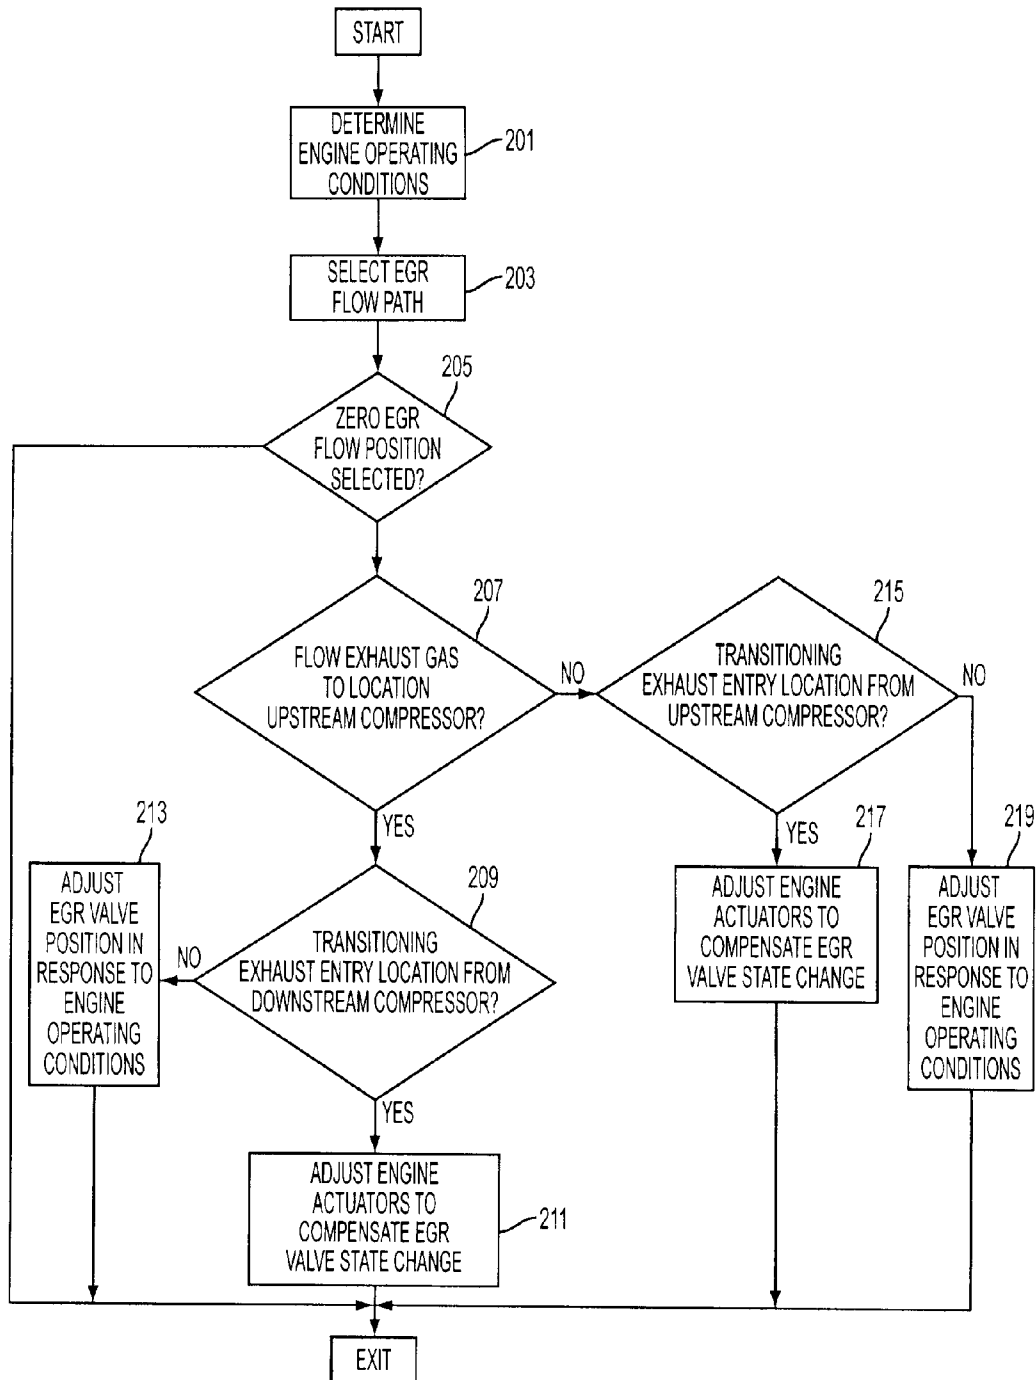 START
DETERMINE
ENGINE OPERATING
CONDITIONS
201
SELECT EGR
FLOW PATH
203
205
ZERO EGR
FLOW POSITION
SELECTED?
207
FLOW EXHAUST GAS
TO LOCATION
UPSTREAM COMPRESSOR?
NO
215
TRANSITIONING
EXHAUST ENTRY LOCATION FROM
UPSTREAM COMPRESSOR?
NO
YES
YES
213
ADJUST
EGR VALVE
POSITION IN
RESPONSE TO
ENGINE
OPERATING
CONDITIONS
NO
209
TRANSITIONING
EXHAUST ENTRY LOCATION FROM
DOWNSTREAM COMPRESSOR?
217
ADJUST ENGINE
ACTUATORS TO
COMPENSATE EGR
VALVE STATE CHANGE
219
ADJUST
EGR VALVE
POSITION IN
RESPONSE TO
ENGINE
OPERATING
CONDITIONS
YES
ADJUST ENGINE
ACTUATORS TO
COMPENSATE EGR
VALVE STATE CHANGE
211
EXIT